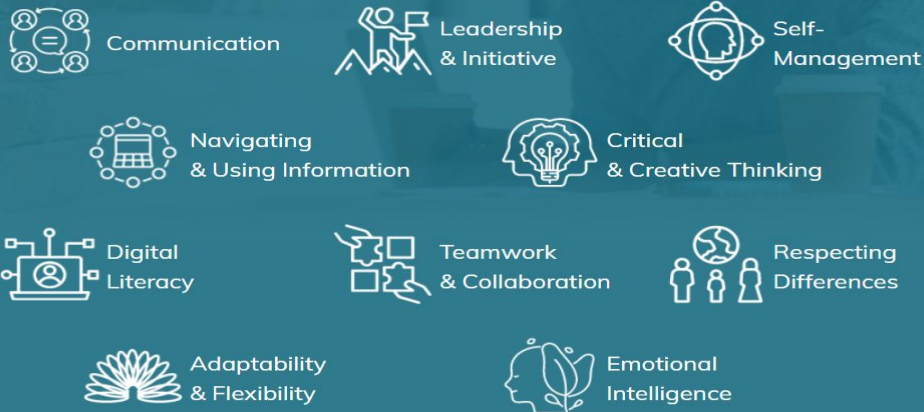 Communication
Leadership
& Initiative
Self-
Management
Navigating
& Using Information
Critical
& Creative Thinking
Digital
Literacy
Teamwork
& Collaboration
Respecting
Differences
Adaptability
& Flexibility
Emotional
Intelligence